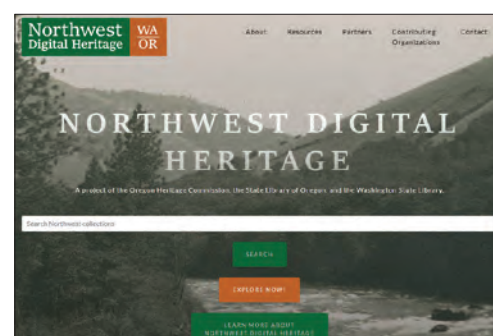 Northwest WA
Digital Heritage OR
About Resources Partners Contributing Organizations Contact
NORTHWEST DIGITAL
HERITAGE
A project of the Oregon Heritage Commission, the State Library of Oregon, and the Washington State Library.
Search Northwest collections
SEARCH
EXPLORE NOW!
LEARN MORE ABOUT
NORTHWEST DIGITAL HERITAGE